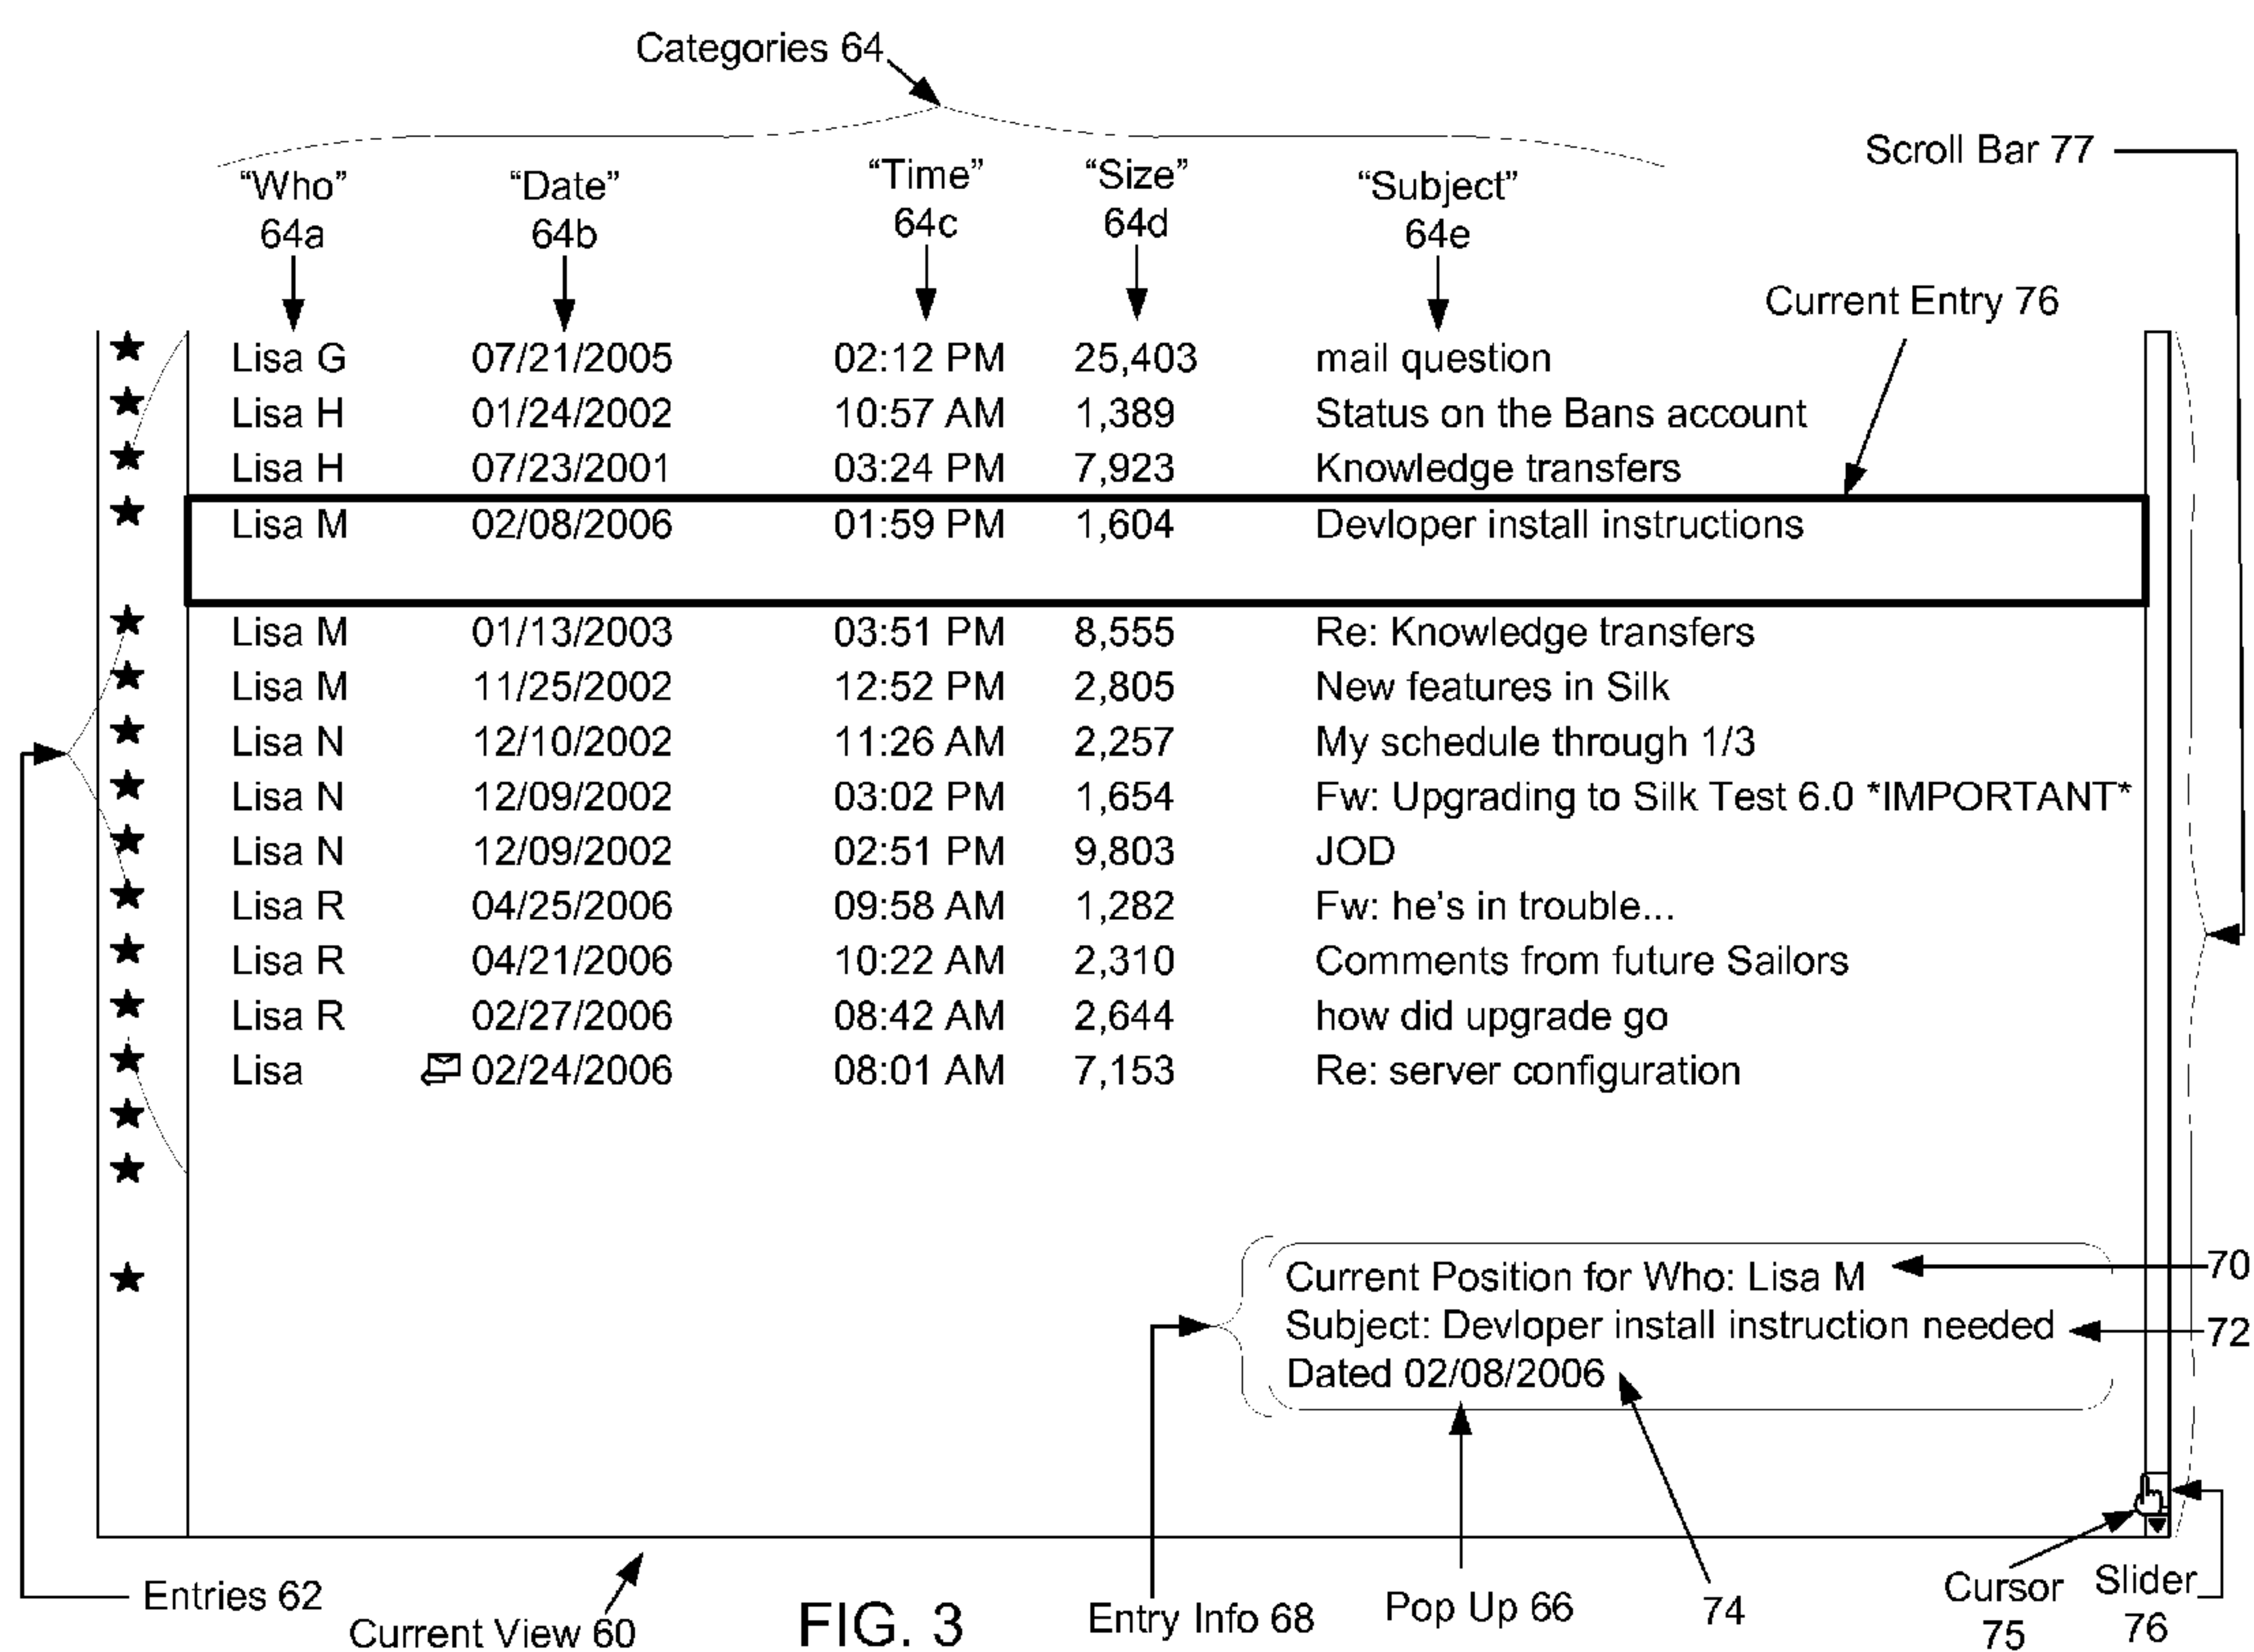 Categories 64
Scroll Bar 77
“Who” “Date” “Time” “Size” “Subject”
64a 64b 64c 64d 64e
Current Entry 76
Lisa G 07/21/2005 02:12 PM 25,403 mail question
Lisa H 01/24/2002 10:57 AM 1,389 Status on the Bans account
Lisa H 07/23/2001 03:24 PM 7,923 Knowledge transfers
Lisa M 02/08/2006 01:59 PM 1,604 Devloper install instructions
Lisa M 01/13/2003 03:51 PM 8,555 Re: Knowledge transfers
Lisa M 11/25/2002 12:52 PM 2,805 New features in Silk
Lisa N 12/10/2002 11:26 AM 2,257 My schedule through 1/3
Lisa N 12/09/2002 03:02 PM 1,654 Fw: Upgrading to Silk Test 6.0 *IMPORTANT*
Lisa N 12/09/2002 02:51 PM 9,803 JOD
Lisa R 04/25/2006 09:58 AM 1,282 Fw: he’s in trouble...
Lisa R 04/21/2006 10:22 AM 2,310 Comments from future Sailors
Lisa R 02/27/2006 08:42 AM 2,644 how did upgrade go
Lisa 02/24/2006 08:01 AM 7,153 Re: server configuration
Current Position for Who: Lisa M 70
Subject: Devloper install instruction needed 72
Dated 02/08/2006
Entries 62
Current View 60
FIG. 3
Entry Info 68
Pop Up 66
74
Cursor
75
Slider
76